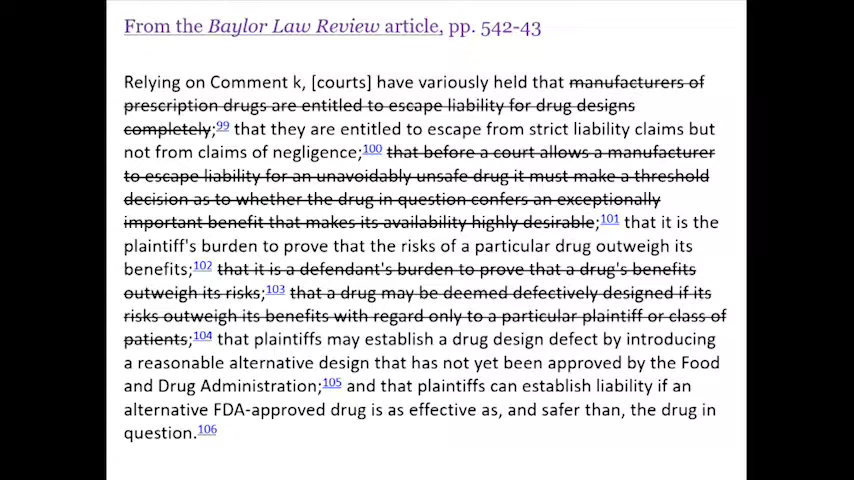 From the Baylor Law Review article, pp. 542-43
Relying on Comment k, [courts] have variously held that manufacturers of
prescription drugs are entitled to escape liability for drug designs
completely;99 that they are entitled to escape from strict liability claims but
not from claims of negligence;100 that before a court allows a manufacturer
to escape liability for an unavoidably unsafe drug it must make a threshold
decision as to whether the drug in question confers an exceptionally
important benefit that makes its availability highly desirable;101 that it is the
plaintiff's burden to prove that the risks of a particular drug outweigh its
benefits;102 that it is a defendant's burden to prove that a drug's benefits
outweigh its risks;103 that a drug may be deemed defectively designed if its
risks outweigh its benefits with regard only to a particular plaintiff or class of
patients;104 that plaintiffs may establish a drug design defect by introducing
a reasonable alternative design that has not yet been approved by the Food
and Drug Administration;105 and that plaintiffs can establish liability if an
alternative FDA-approved drug is as effective as, and safer than, the drug in
question.106